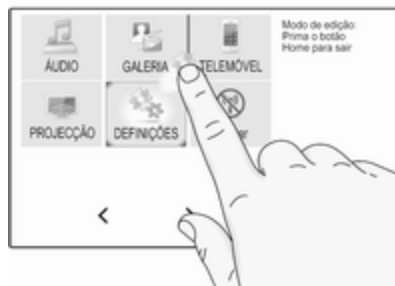 ÁUDIO
GALERIA
TELEMÓVEL
Modo de edição:
Prima o botão
Home para sair
PROJECÇÃO
DEFINIÇÕES